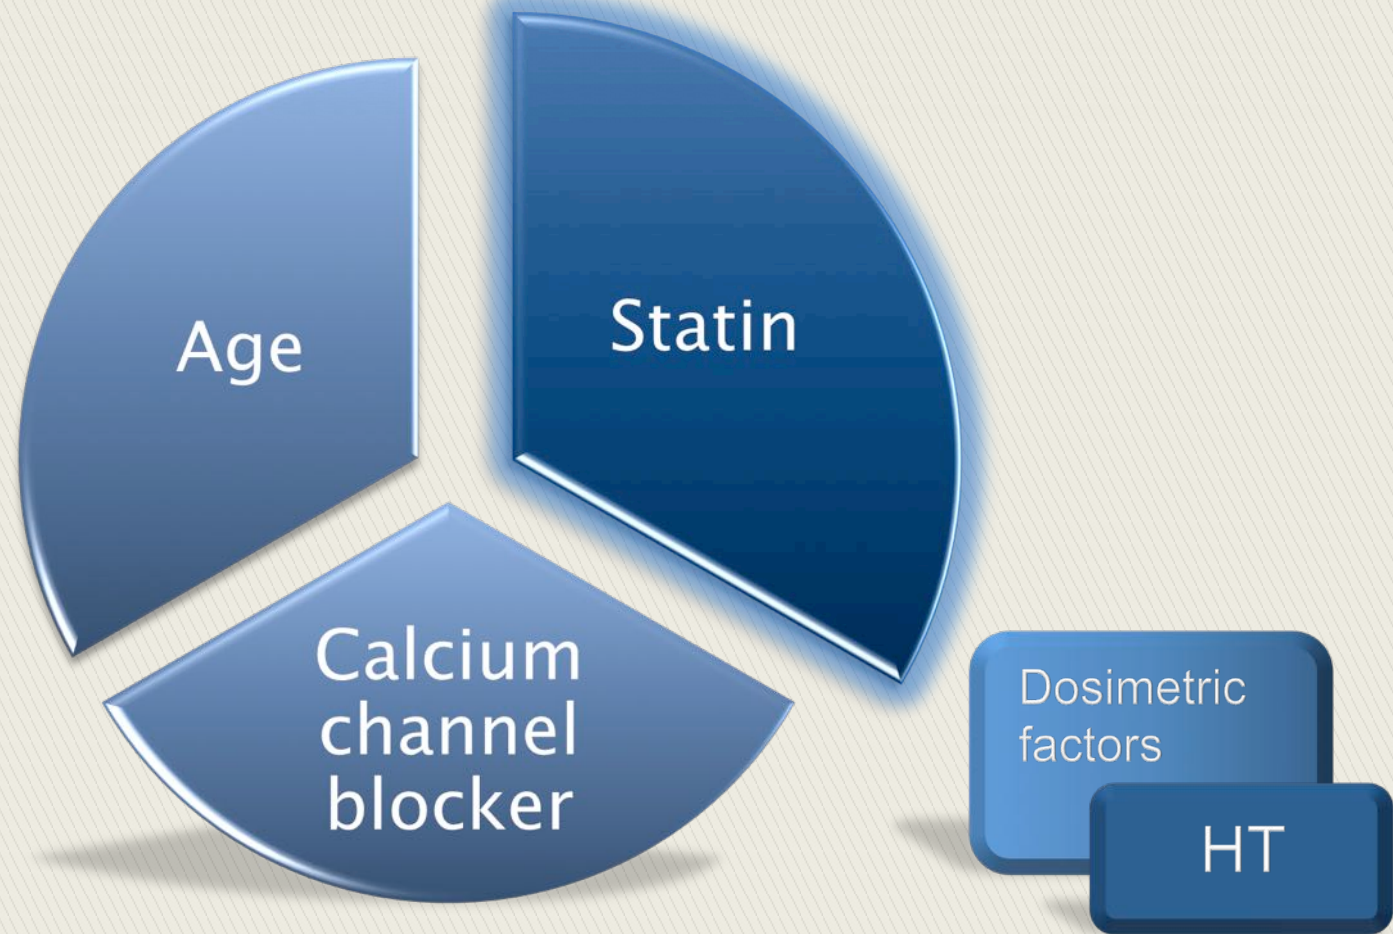 Age
Statin
Calcium
channel
blocker
Dosimetric
factors
HT